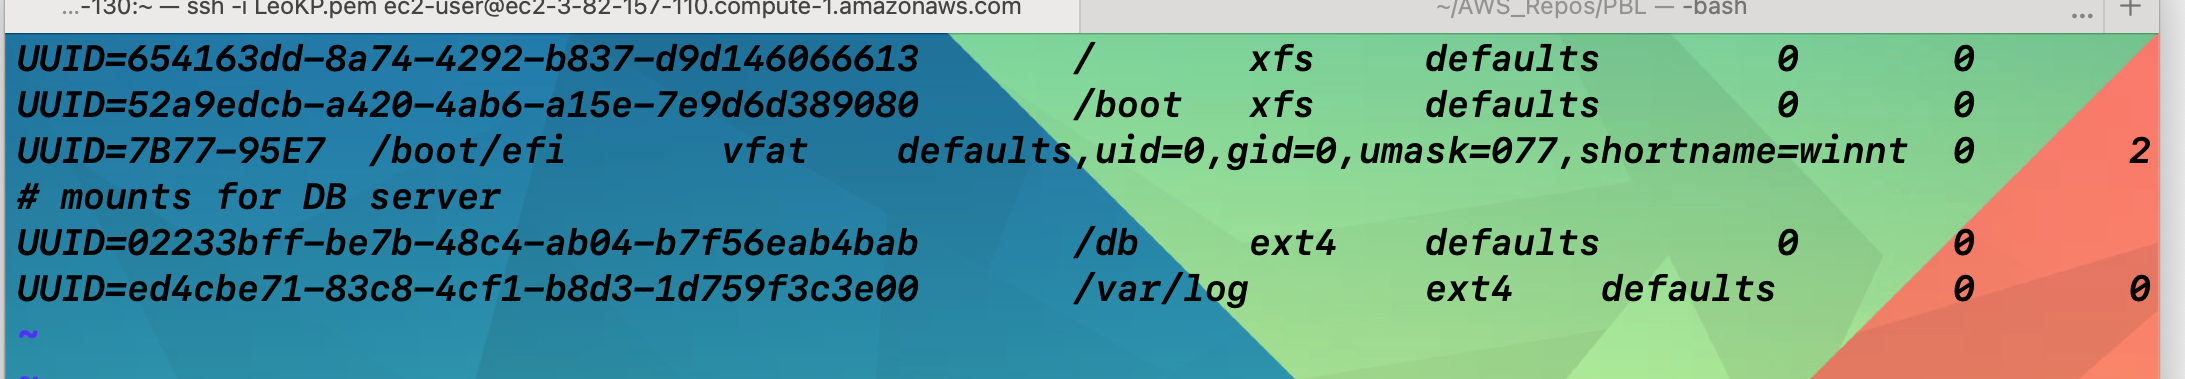 ...-130:~ — ssh -i LeoKP.pem ec2-user@ec2-3-82-157-110.compute-1.amazonaws.com ~/AWS_Repos/PBL — -bash ... +
UUID=654163dd-8a74-4292-b837-d9d146066613 / xfs defaults 0 0
UUID=52a9edcb-a420-4ab6-a15e-7e9d6d389080 /boot xfs defaults 0 0
UUID=7B77-95E7 /boot/efi vfat defaults,uid=0,gid=0,umask=077,shortname=winnt 0 2
# mounts for DB server
UUID=02233bff-be7b-48c4-ab04-b7f56eab4bab /db ext4 defaults 0 0
UUID=ed4cbe71-83c8-4cf1-b8d3-1d759f3c3e00 /var/log ext4 defaults 0 0
~
~